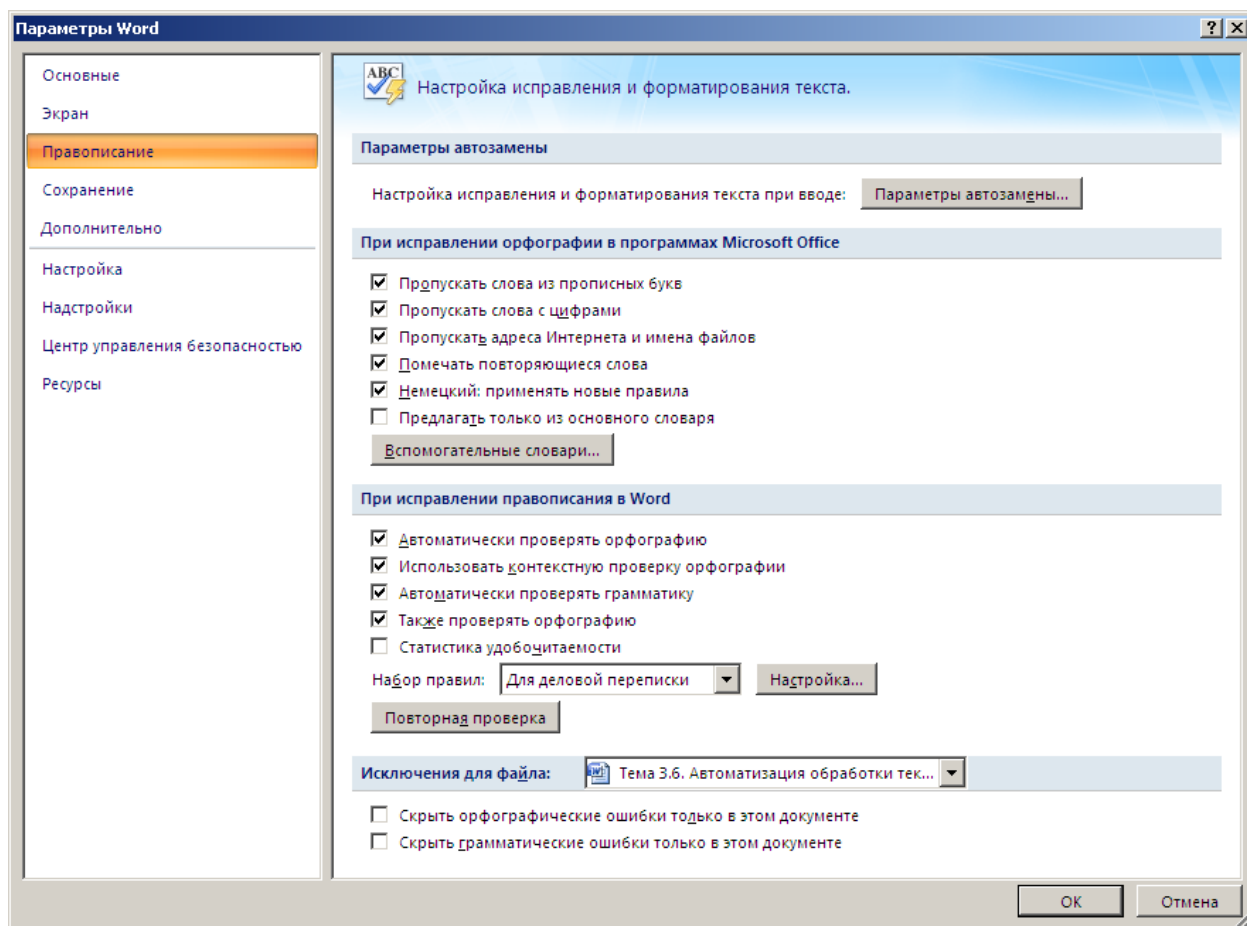 Параметры Word
Основные
Экран
Правописание
Сохранение
Дополнительно
Настройка
Надстройки
Центр управления безопасностью
Ресурсы
ABC
Настройка исправления и форматирования текста.
Параметры автозамены
Настройка исправления и форматирования текста при вводе: Параметры автозамены...
При исправлении орфографии в программах Microsoft Office
Пропускать слова из прописных букв
Пропускать слова с цифрами
Пропускать адреса Интернета и имена файлов
Помечать повторяющиеся слова
Немецкий: применять новые правила
Предлагать только из основного словаря
Вспомогательные словари...
При исправлении правописания в Word
Автоматически проверять орфографию
Использовать контекстную проверку орфографии
Автоматически проверять грамматику
Также проверять орфографию
Статистика удобочитаемости
Набор правил: Для деловой переписки Настройка...
Повторная проверка
Исключения для файла: Тема 3.6. Автоматизация обработки тек...
Скрыть орфографические ошибки только в этом документе
Скрыть грамматические ошибки только в этом документе
ОК Отмена